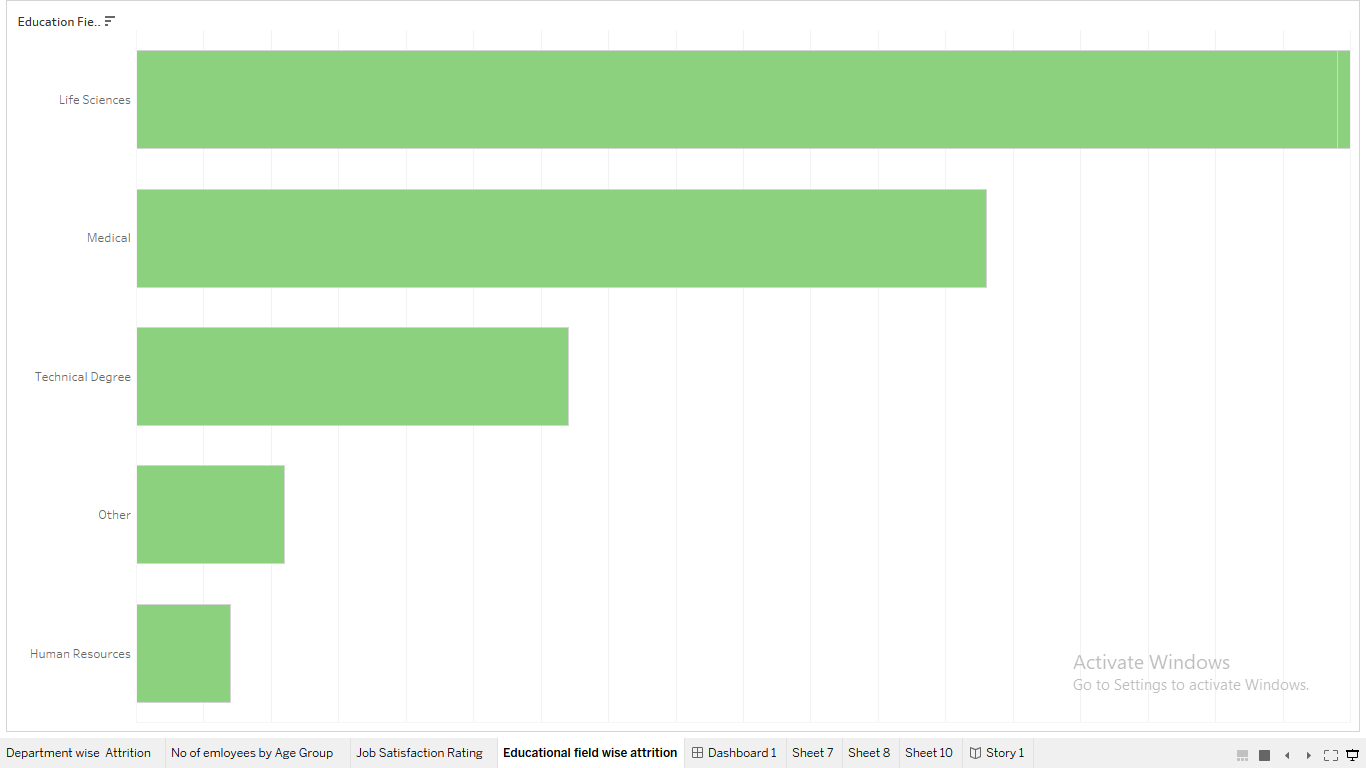 Education Fie..
Life Sciences
Medical
Technical Degree
Other
Human Resources
Activate Windows
Go to Settings to activate Windows.
Department wise Attrition
No of emloyees by Age Group
Job Satisfaction Rating
Educational field wise attrition
Dashboard 1
Sheet 7
Sheet 8
Sheet 10
Story 1